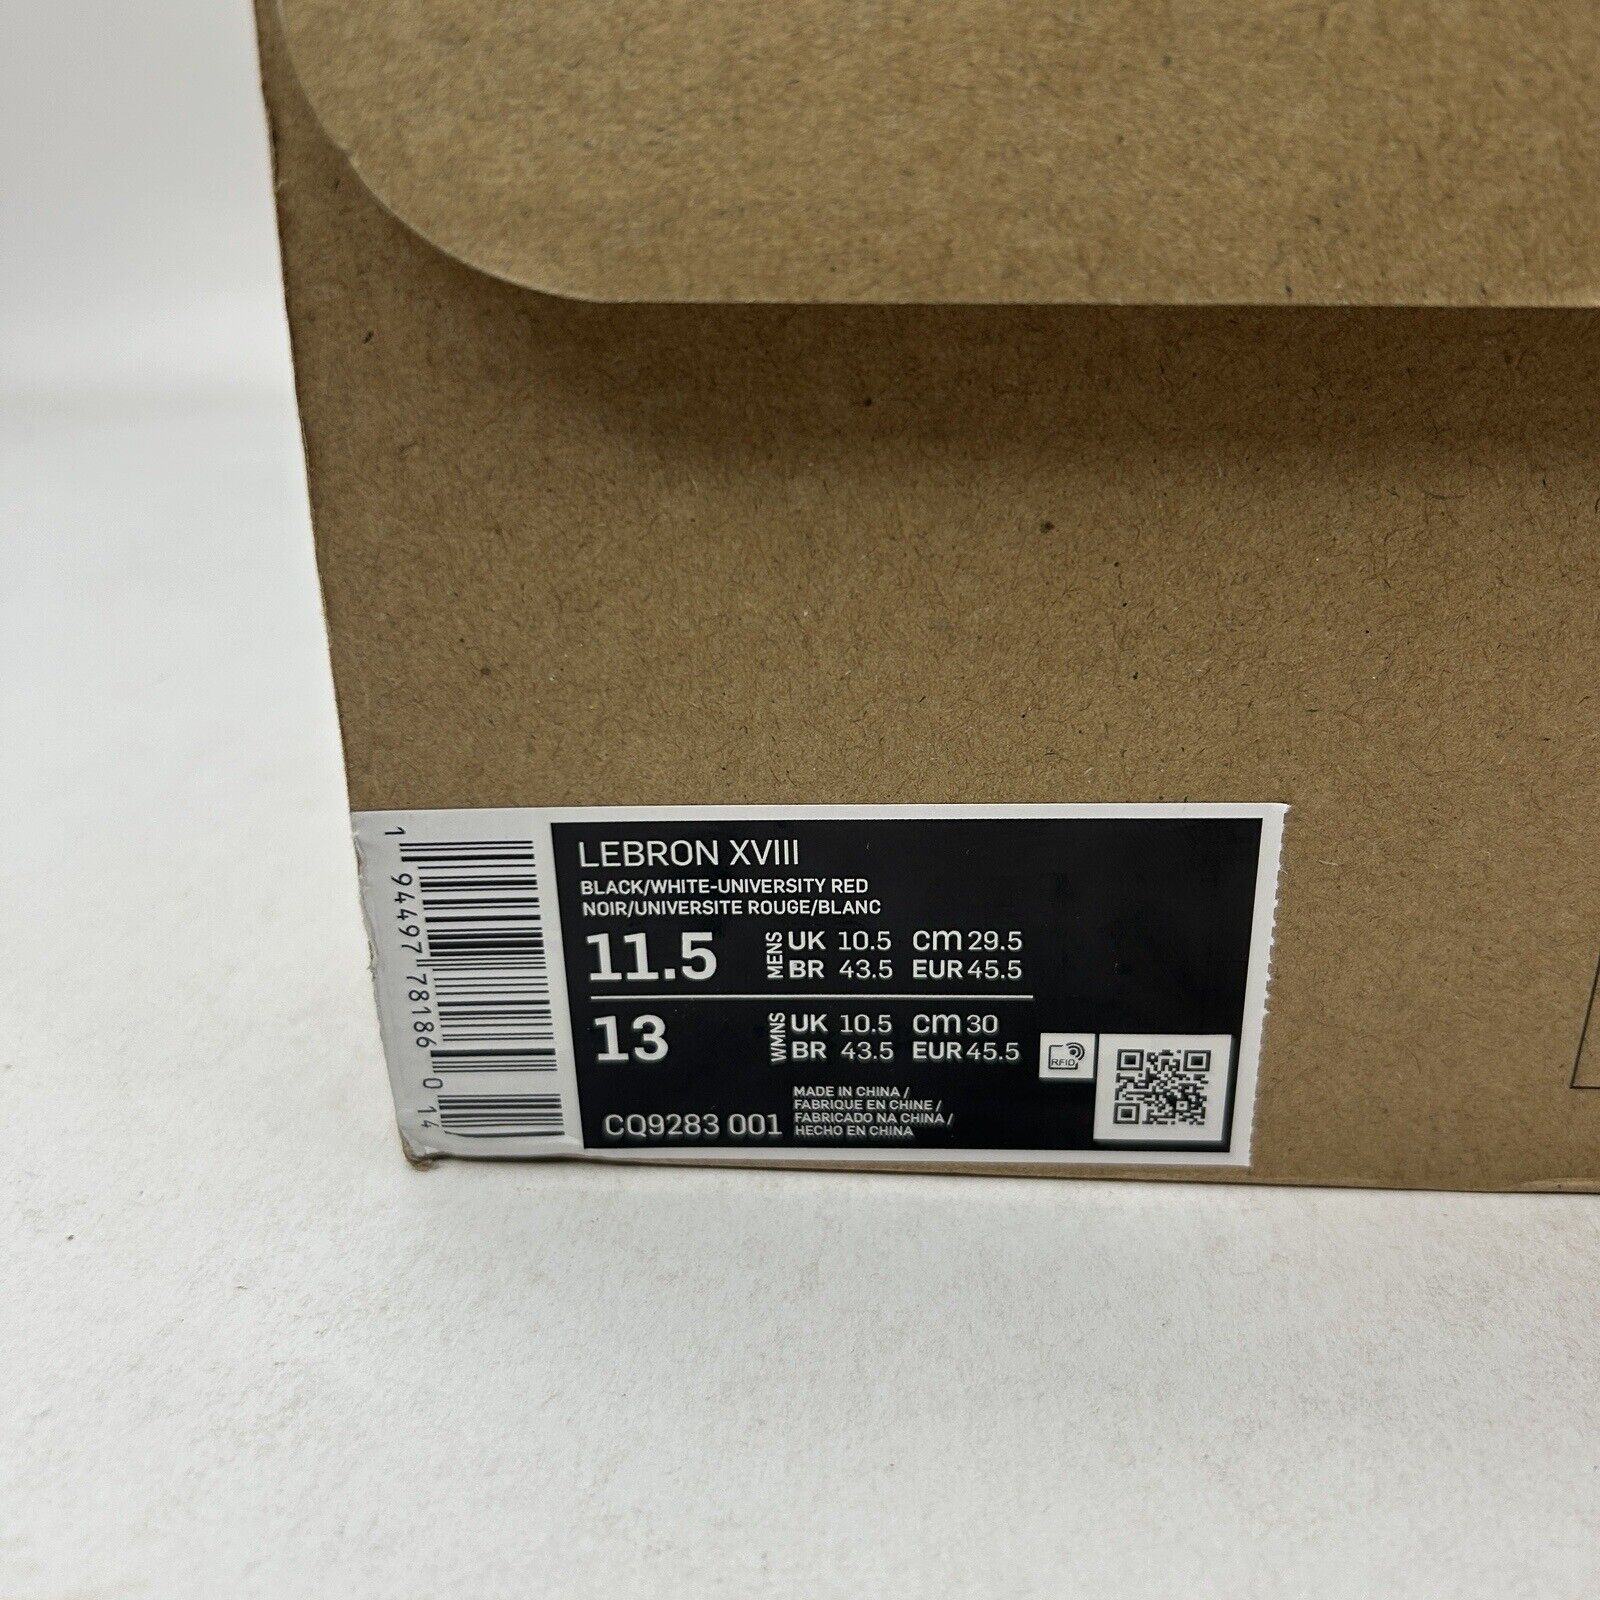 LEBRON XVIII
BLACK/WHITE-UNIVERSITY RED
NOIR/UNIVERSITE ROUGE/BLANC
11.5 MENS UK 10.5 cm 29.5
BR 43.5 EUR 45.5
13 WMNS UK 10.5 cm 30
BR 43.5 EUR 45.5
RFID
CQ9283 001
MADE IN CHINA /
FABRIQUE EN CHINE /
FABRICADO NA CHINA /
HECHO EN CHINA
1 94497 78186 0 14